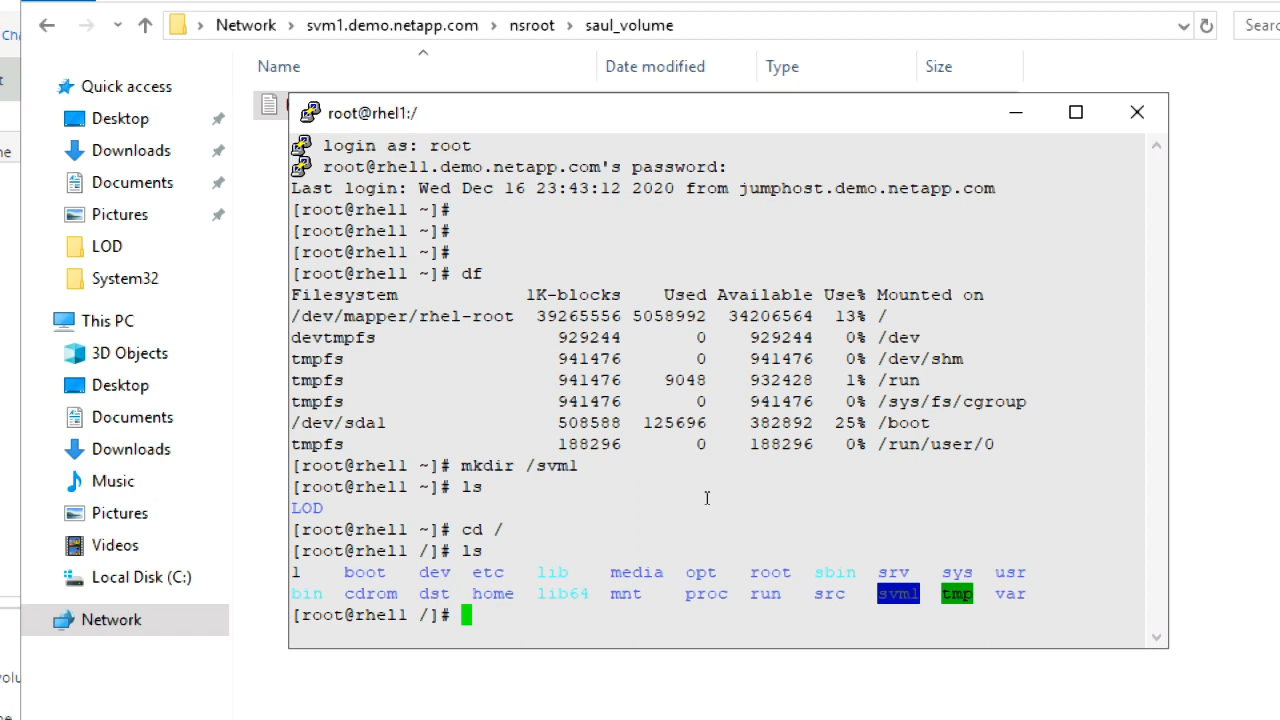 Cha
Network > svm1.demo.netapp.com > nsroot > saul_volume
Searc
t
Name Date modified Type Size
Quick access
Desktop
Downloads
Documents
Pictures
LOD
System32
This PC
3D Objects
Desktop
Documents
Downloads
Music
Pictures
Videos
Local Disk (C:)
Network
ne
volu
me
root@rhel1:/
login as: root
root@rhel1.demo.netapp.com's password:
Last login: Wed Dec 16 23:43:12 2020 from jumphost.demo.netapp.com
[root@rhel1 ~]#
[root@rhel1 ~]#
[root@rhel1 ~]#
[root@rhel1 ~]# df
Filesystem 1K-blocks Used Available Use% Mounted on
/dev/mapper/rhel-root 39265556 5058992 34206564 13% /
devtmpfs 929244 0 929244 0% /dev
tmpfs 941476 0 941476 0% /dev/shm
tmpfs 941476 9048 932428 1% /run
tmpfs 941476 0 941476 0% /sys/fs/cgroup
/dev/sda1 508588 125696 382892 25% /boot
tmpfs 188296 0 188296 0% /run/user/0
[root@rhel1 ~]# mkdir /svm1
[root@rhel1 ~]# ls
LOD
[root@rhel1 ~]# cd /
[root@rhel1 /]# ls
1 boot dev etc lib media opt root sbin srv sys usr
bin cdrom dst home lib64 mnt proc run src svm1 tmp var
[root@rhel1 /]#